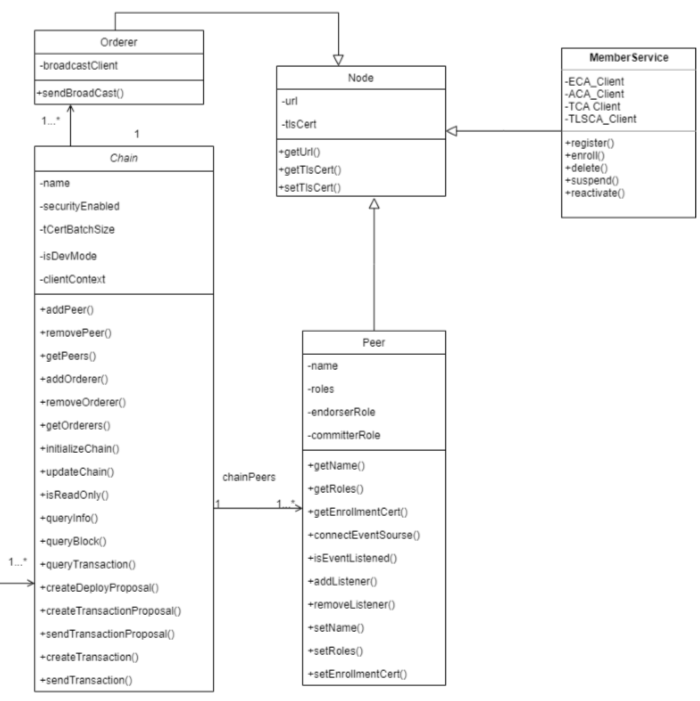 Orderer
-broadcastClient
+sendBroadCast()
1...*
1
Chain
-name
-securityEnabled
-tCertBatchSize
-isDevMode
-clientContext
+addPeer()
+removePeer()
+getPeers()
+addOrderer()
+removeOrderer()
+getOrderers()
+initializeChain()
+updateChain()
+isReadOnly()
+queryInfo()
+queryBlock()
+queryTransaction()
+createDeployProposal()
+createTransactionProposal()
+sendTransactionProposal()
+createTransaction()
+sendTransaction()
1...*
chainPeers
1
1...*
Node
-url
-tlsCert
+getUrl()
+getTlsCert()
+setTlsCert()
Peer
-name
-roles
-endorserRole
-committerRole
+getName()
+getRoles()
+getEnrollmentCert()
+connectEventSourse()
+isEventListened()
+addListener()
+removeListener()
+setName()
+setRoles()
+setEnrollmentCert()
MemberService
-ECA_Client
-ACA_Client
-TCA Client
-TLSCA_Client
+register()
+enroll()
+delete()
+suspend()
+reactivate()